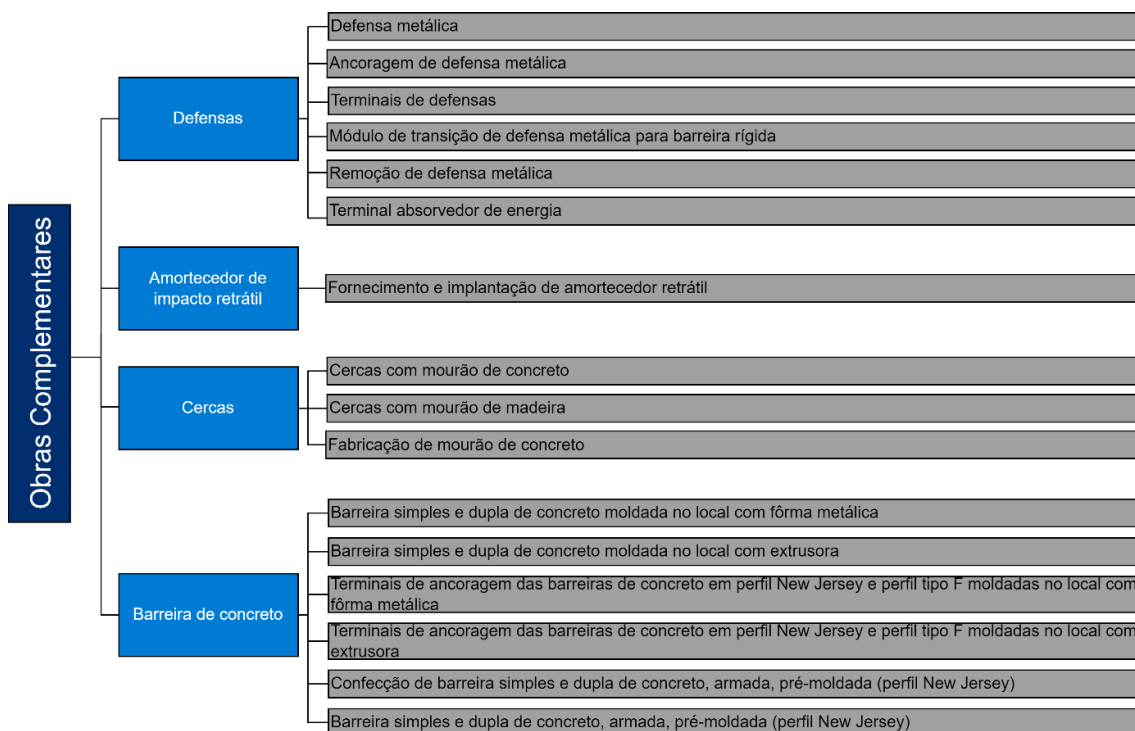 Obras Complementares
Defensas
Defensa metálica
Ancoragem de defensa metálica
Terminais de defensas
Módulo de transição de defensa metálica para barreira rígida
Remoção de defensa metálica
Terminal absorvedor de energia
Amortecedor de
impacto retrátil
Fornecimento e implantação de amortecedor retrátil
Cercas
Cercas com mourão de concreto
Cercas com mourão de madeira
Fabricação de mourão de concreto
Barreira de concreto
Barreira simples e dupla de concreto moldada no local com fôrma metálica
Barreira simples e dupla de concreto moldada no local com extrusora
Terminais de ancoragem das barreiras de concreto em perfil New Jersey e perfil tipo F moldadas no local com
fôrma metálica
Terminais de ancoragem das barreiras de concreto em perfil New Jersey e perfil tipo F moldadas no local com
extrusora
Confecção de barreira simples e dupla de concreto, armada, pré-moldada (perfil New Jersey)
Barreira simples e dupla de concreto, armada, pré-moldada (perfil New Jersey)